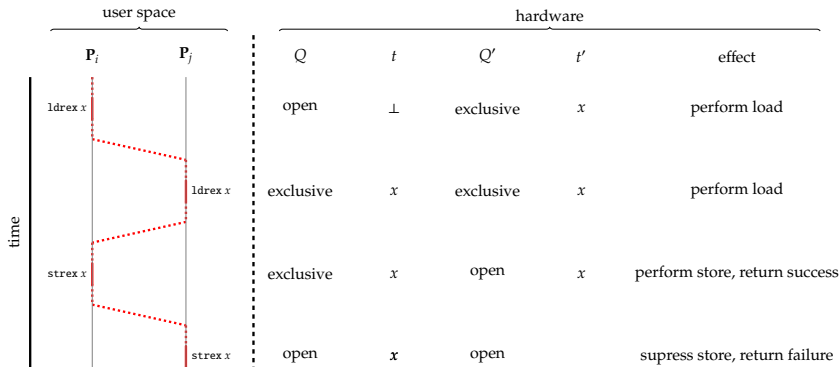 user space hardware
P_i P_j Q t Q′ t′ effect
ldrex x open ⊥ exclusive x perform load
ldrex x exclusive x exclusive x perform load
time
strex x exclusive x open x perform store, return success
strex x open x open supress store, return failure